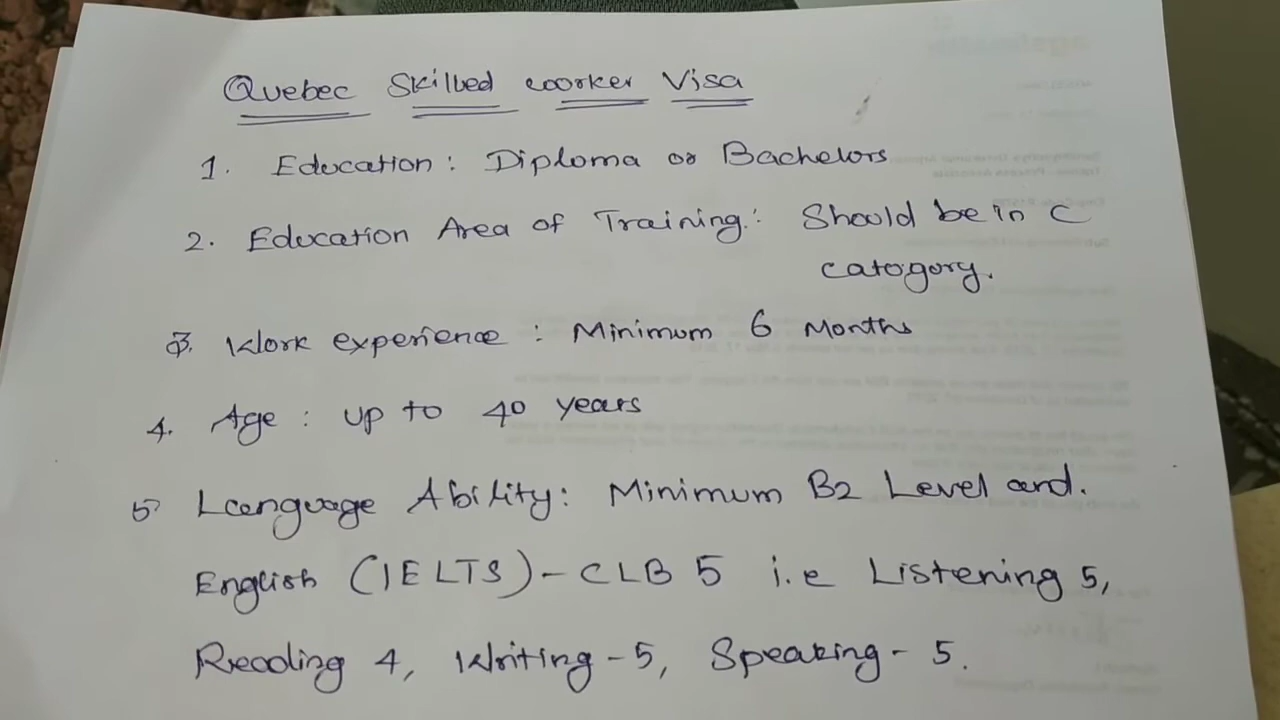 Quebec Skilled worker Visa
1. Education: Diploma or Bachelors
2. Education Area of Training: Should be in C
catogory.
3. Work experience: Minimum 6 Months
4. Age: up to 40 years
5 Language Ability: Minimum B2 Level and.
English (IELTS) - CLB 5 i.e Listening 5,
Reading 4, Writing - 5, Speaking - 5.